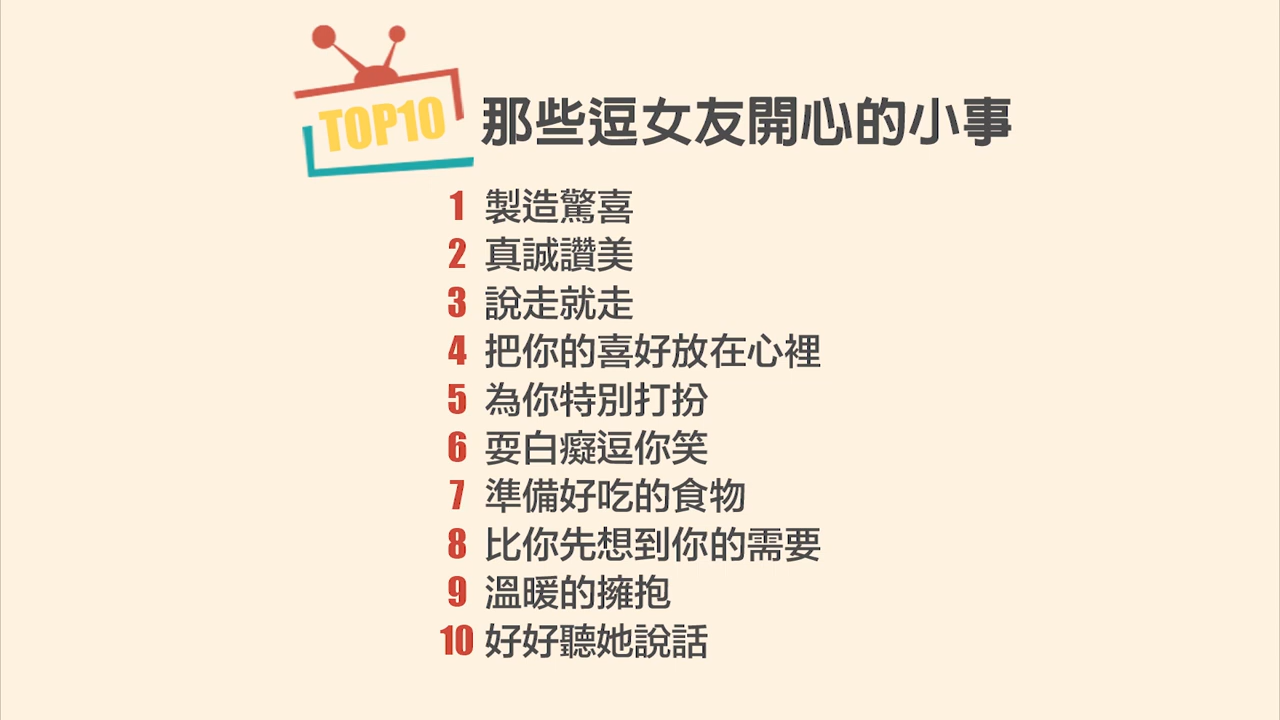 TOP10
那些逗女友開心的小事
1 製造驚喜
2 真誠讚美
3 說走就走
4 把你的喜好放在心裡
5 為你特別打扮
6 耍白癡逗你笑
7 準備好吃的食物
8 比你先想到你的需要
9 溫暖的擁抱
10 好好聽她說話